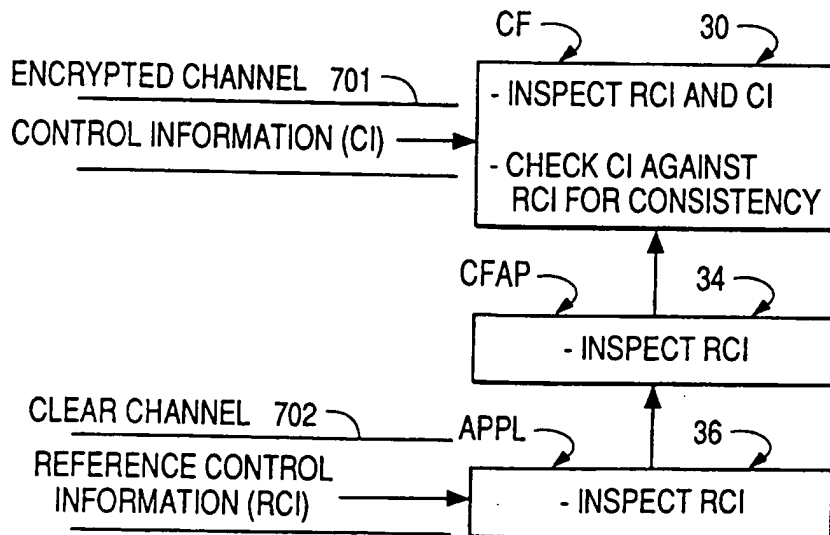 CF 30
ENCRYPTED CHANNEL 701
CONTROL INFORMATION (CI)
- INSPECT RCI AND CI
- CHECK CI AGAINST
RCI FOR CONSISTENCY
CFAP 34
- INSPECT RCI
CLEAR CHANNEL 702
REFERENCE CONTROL
INFORMATION (RCI)
APPL 36
- INSPECT RCI